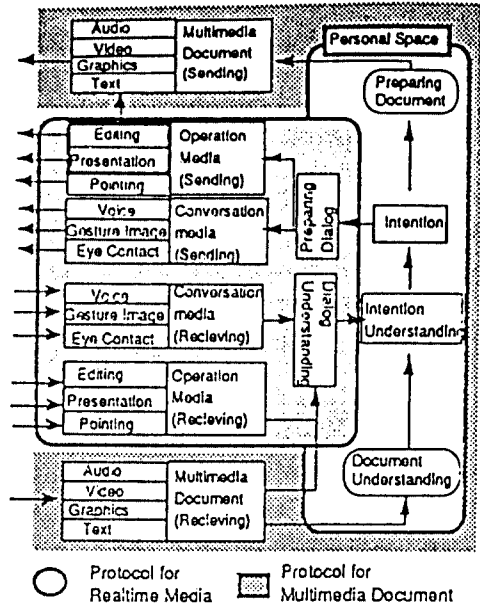 Audio
Video
Graphics
Text
Multimedia
Document
(Sending)
Personal Space
Preparing
Document
Editing
Presentation
Pointing
Operation
Media
(Sending)
Voice
Gesture Image
Eye Contact
Conversation
media
(Sending)
Preparing
Dialog
Intention
Voice
Gesture Image
Eye Contact
Conversation
media
(Recieving)
Dialog
Understanding
Intention
Understanding
Editing
Presentation
Pointing
Operation
Media
(Recieving)
Audio
Video
Graphics
Text
Multimedia
Document
(Recieving)
Document
Understanding
Protocol for
Realtime Media
Protocol for
Multimedia Document